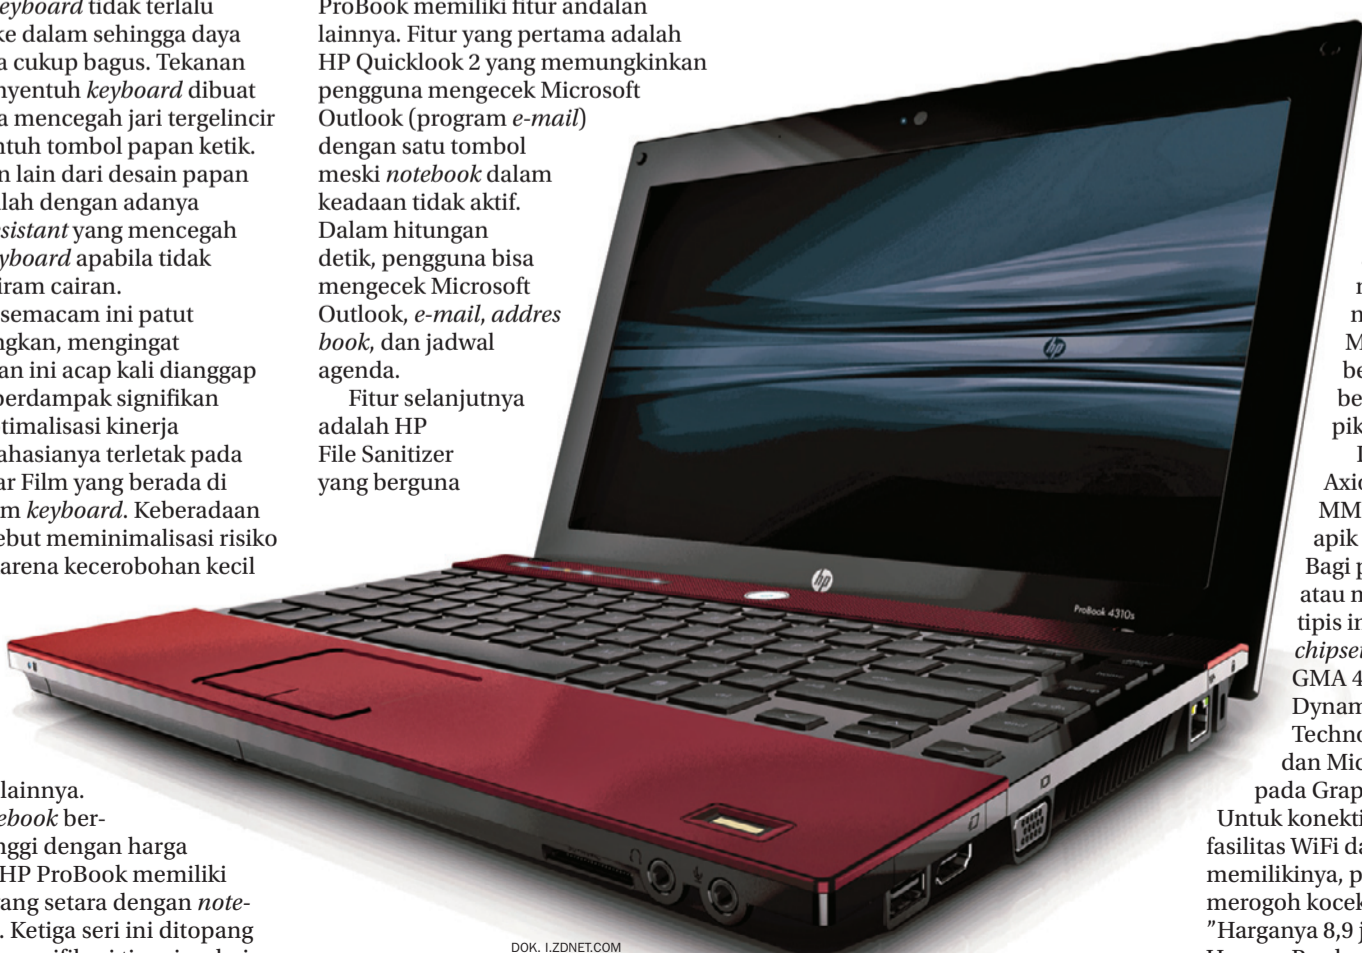 keyboard tidak terlalu
ke dalam sehingga daya
a cukup bagus. Tekanan
nyentuh keyboard dibuat
a mencegah jari tergelincir
ntuh tombol papan ketik.
n lain dari desain papan
lah dengan adanya
esistant yang mencegah
yboard apabila tidak
iram cairan.
semacam ini patut
ngkan, mengingat
an ini acap kali dianggap
berdampak signifikan
timalisasi kinerja
ahasianya terletak pada
ar Film yang berada di
m keyboard. Keberadaan
ebut meminimalisasi risiko
arena kecerobohan kecil
lainnya.
ebook ber-
nggi dengan harga
HP ProBook memiliki
yang setara dengan note-
. Ketiga seri ini ditopang
ProBook memiliki fitur andalan
lainnya. Fitur yang pertama adalah
HP Quicklook 2 yang memungkinkan
pengguna mengecek Microsoft
Outlook (program e-mail)
dengan satu tombol
meski notebook dalam
keadaan tidak aktif.
Dalam hitungan
detik, pengguna bisa
mengecek Microsoft
Outlook, e-mail, addres
book, dan jadwal
agenda.
Fitur selanjutnya
adalah HP
File Sanitizer
yang berguna
hp
hp
ProBook 4310s
DOK. I.ZDNET.COM
M
be
be
pik
Axio
MM
apik
Bagi p
atau n
tipis in
chipset
GMA 4
Dynam
Techno
dan Mic
pada Grap
Untuk konekti
fasilitas WiFi da
memilikinya, p
merogoh kocek
"Harganya 8,9 j